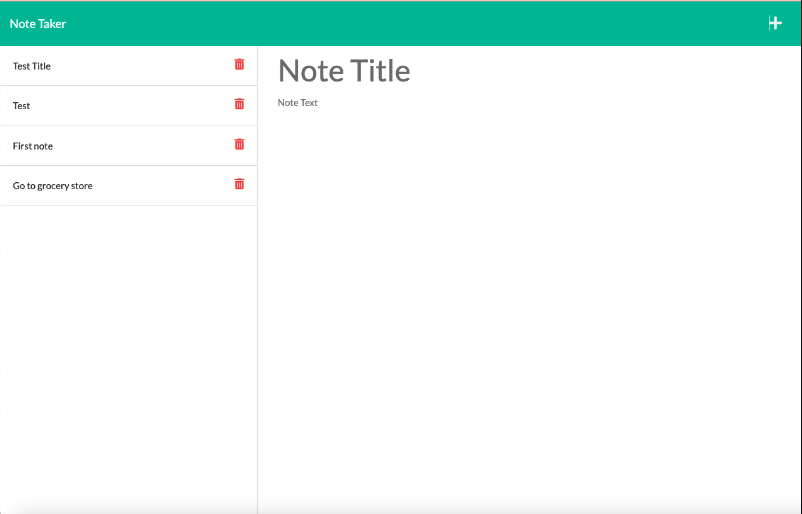 Note Taker
Test Title
Test
First note
Go to grocery store
Note Title
Note Text